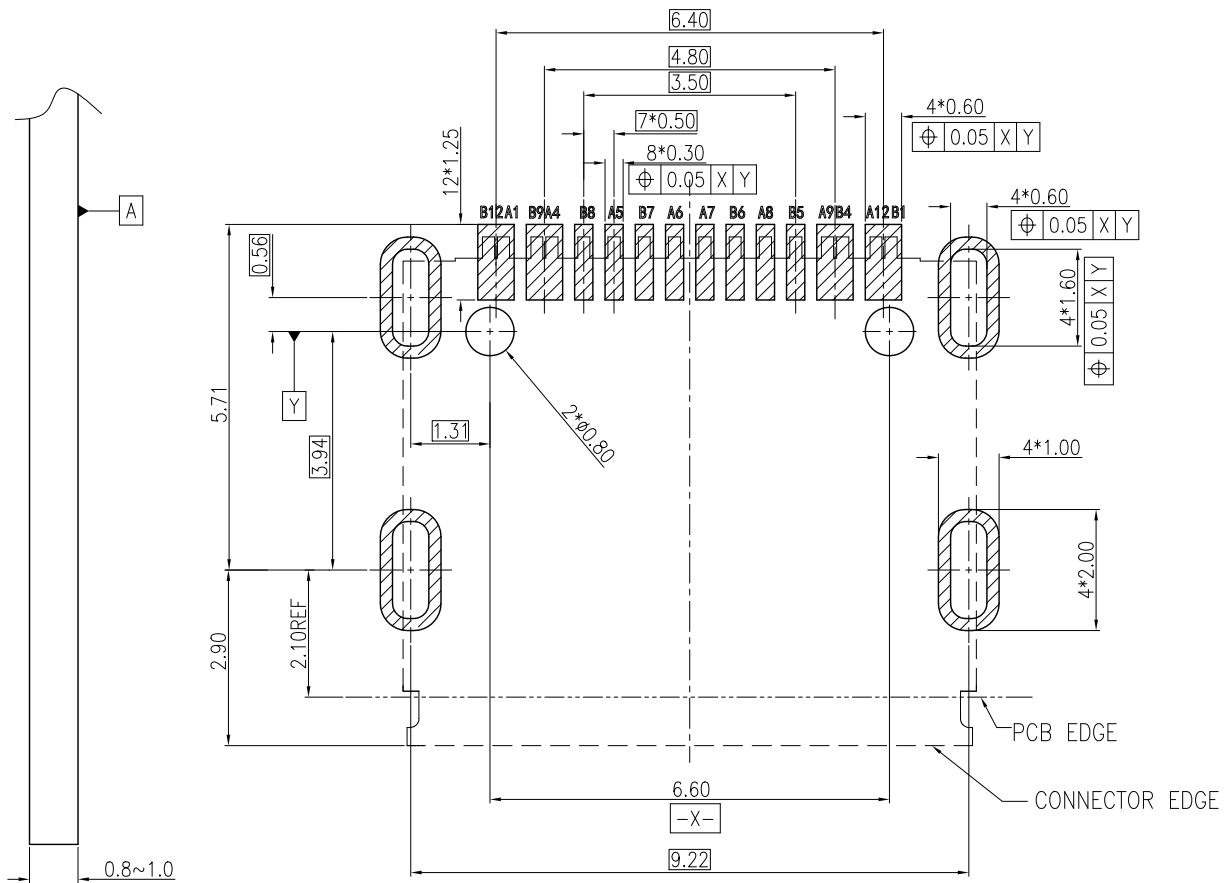 6.40
4.80
3.50
7*0.50
4*0.60
⌖ 0.05 X Y
8*0.30
⌖ 0.05 X Y
12*1.25
4*0.60
⌖ 0.05 X Y
A
B12 A1 B9 A4 B8 A5 B7 A6 A7 B6 A8 B5 A9 B4 A12 B1
0.56
4*1.60
⌖ 0.05 X Y
5.71
Y
3.94
1.31
2*ø0.80
4*1.00
4*2.00
2.90
2.10REF
PCB EDGE
6.60
-X-
CONNECTOR EDGE
9.22
0.8~1.0